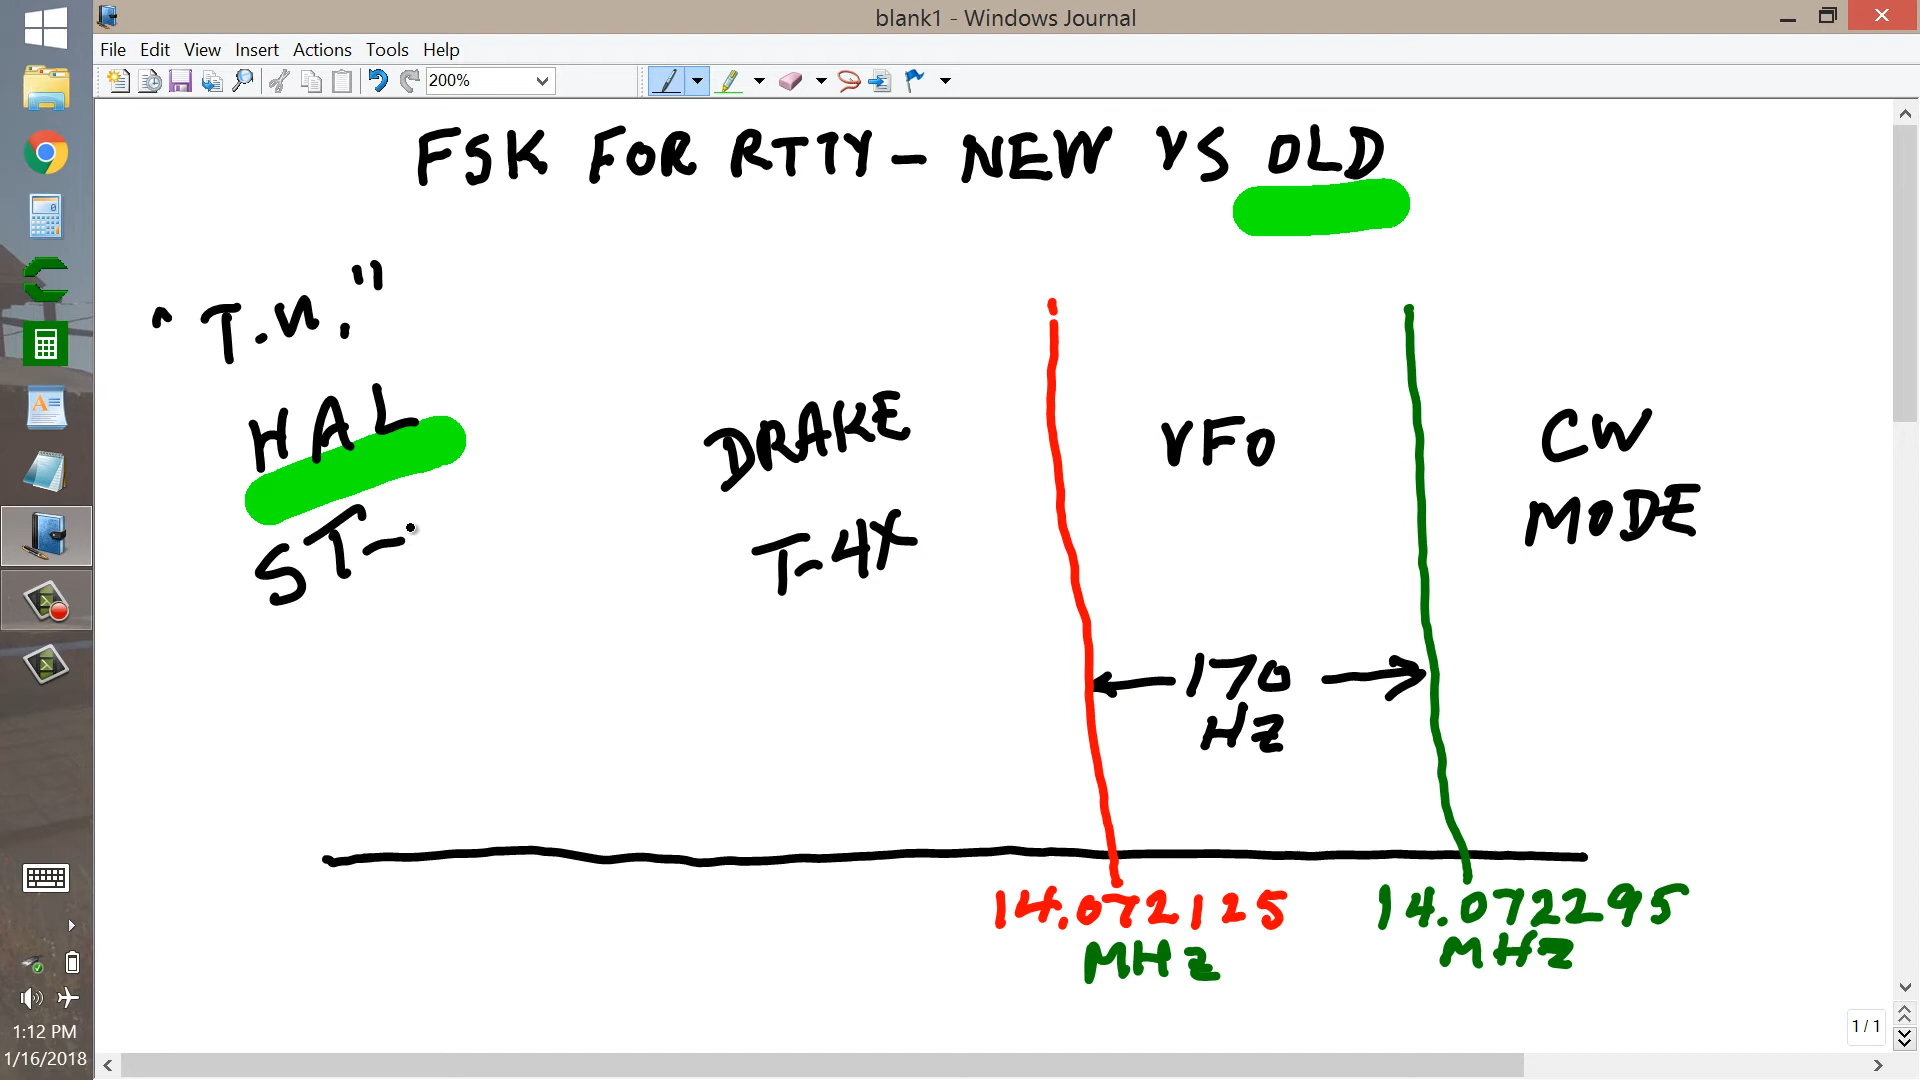 blank1 - Windows Journal
File Edit View Insert Actions Tools Help
200%
FSK FOR RTTY - NEW VS OLD
"T.U."
HAL
ST-
DRAKE
T-4X
VFO
CW
MODE
170
HZ
14.072125
MHZ
14.072295
MHZ
1 / 1
1:12 PM
1/16/2018